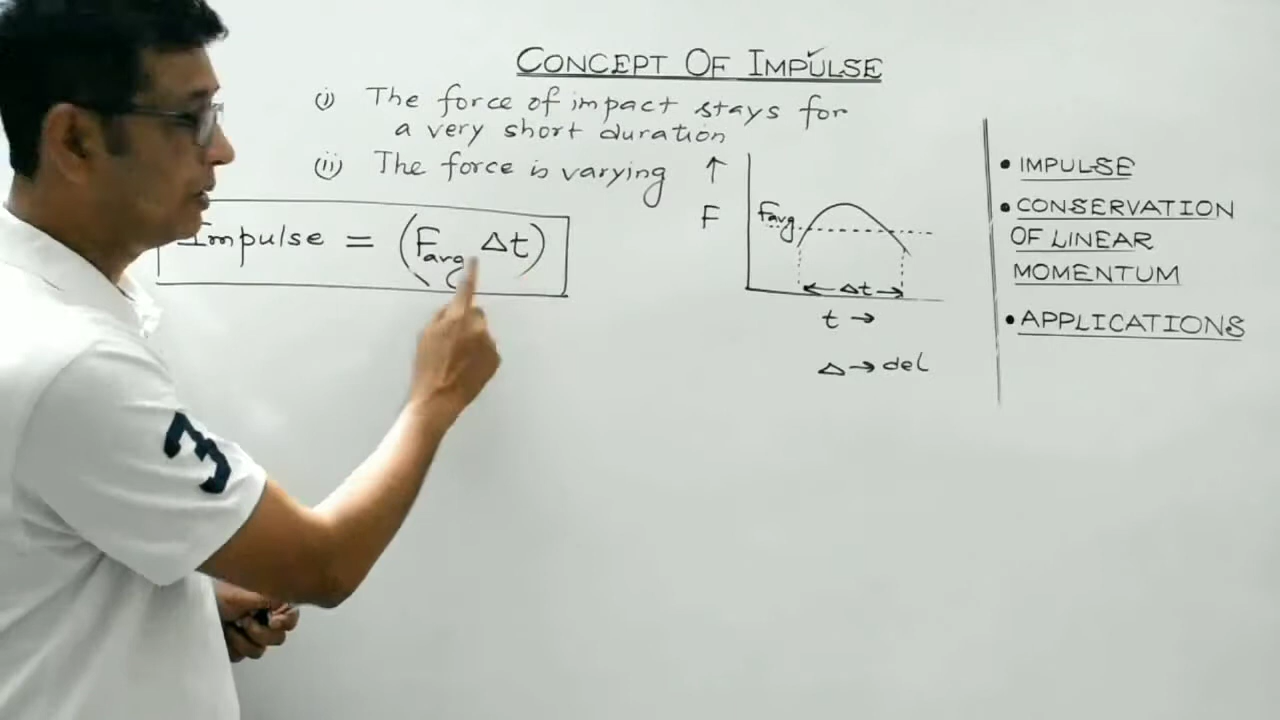 CONCEPT OF IMPULSE
(i) The force of impact stays for
a very short duration
(ii) The force is varying
Impulse = (Favg Δt)
↑
F
Favg
Δt
t →
Δ → del
• IMPULSE
• CONSERVATION
OF LINEAR
MOMENTUM
• APPLICATIONS
3